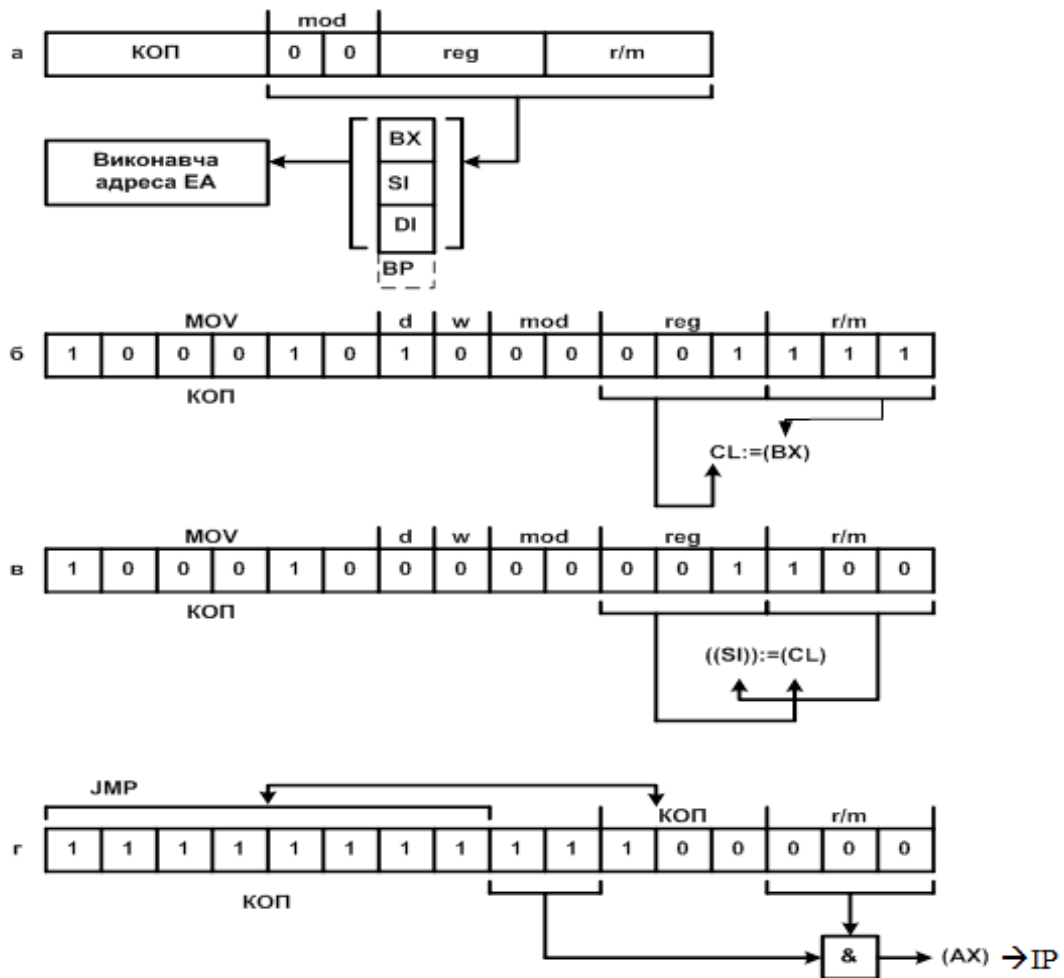 mod
а КОП 0 0 reg r/m
BX
Виконавча
адреса EA
SI
DI
BP
MOV d w mod reg r/m
б 1 0 0 0 1 0 1 0 0 0 0 0 1 1 1 1
КОП
CL:=(BX)
MOV d w mod reg r/m
в 1 0 0 0 1 0 0 0 0 0 0 0 1 1 0 0
КОП
((SI)):=(CL)
JMP
КОП r/m
г 1 1 1 1 1 1 1 1 1 1 1 0 0 0 0 0
КОП
& (AX) →IP